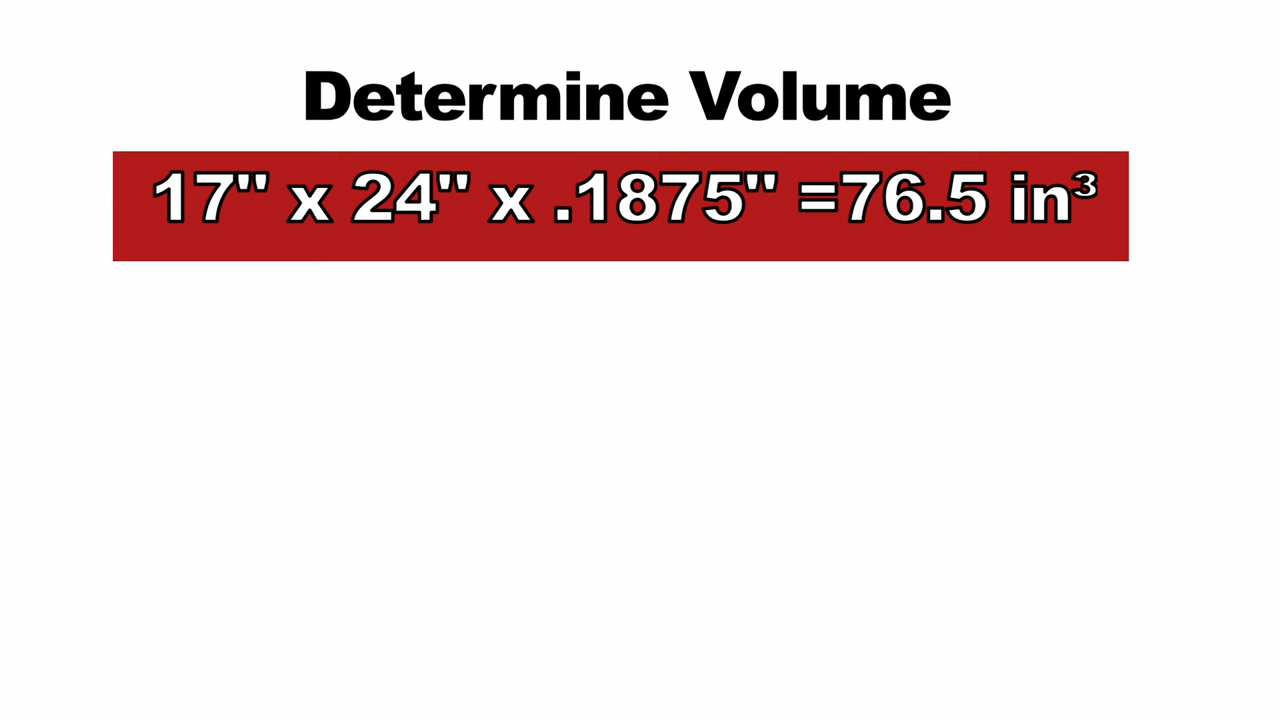 Determine Volume
17" x 24" x .1875" =76.5 in³